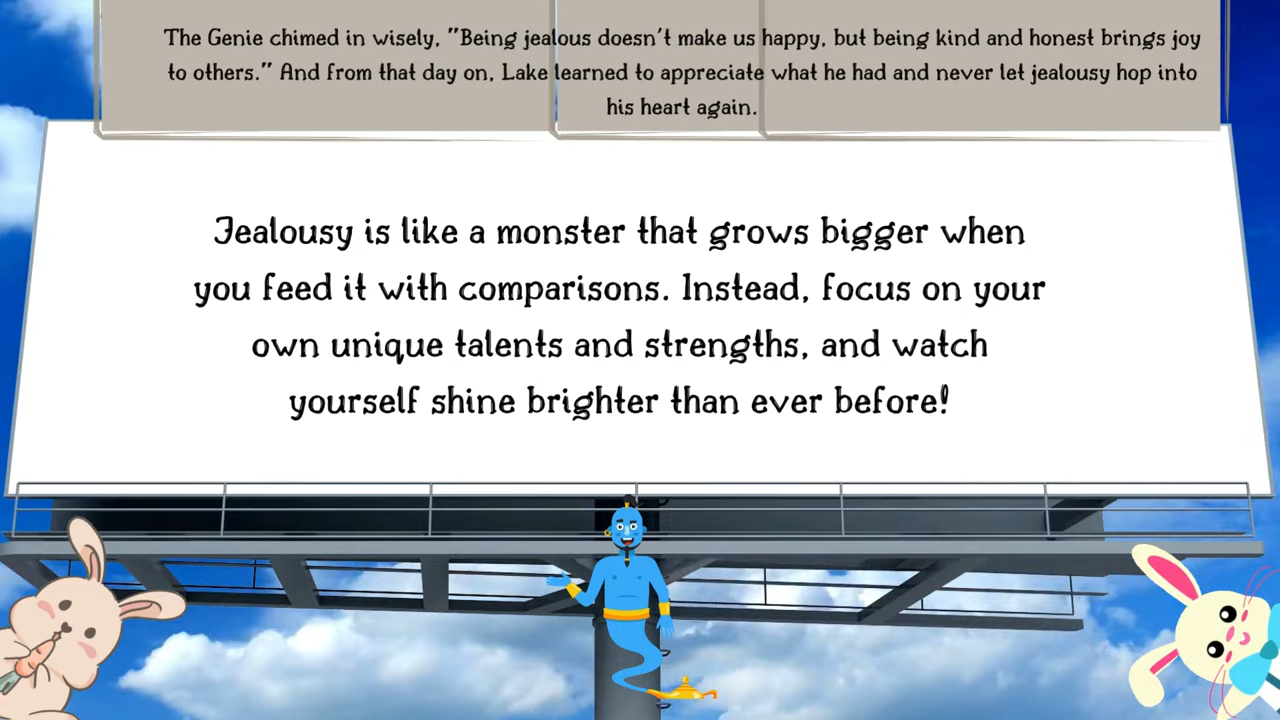 The Genie chimed in wisely, "Being jealous doesn't make us happy, but being kind and honest brings joy
to others." And from that day on, Lake learned to appreciate what he had and never let jealousy hop into
his heart again.
Jealousy is like a monster that grows bigger when
you feed it with comparisons. Instead, focus on your
own unique talents and strengths, and watch
yourself shine brighter than ever before!